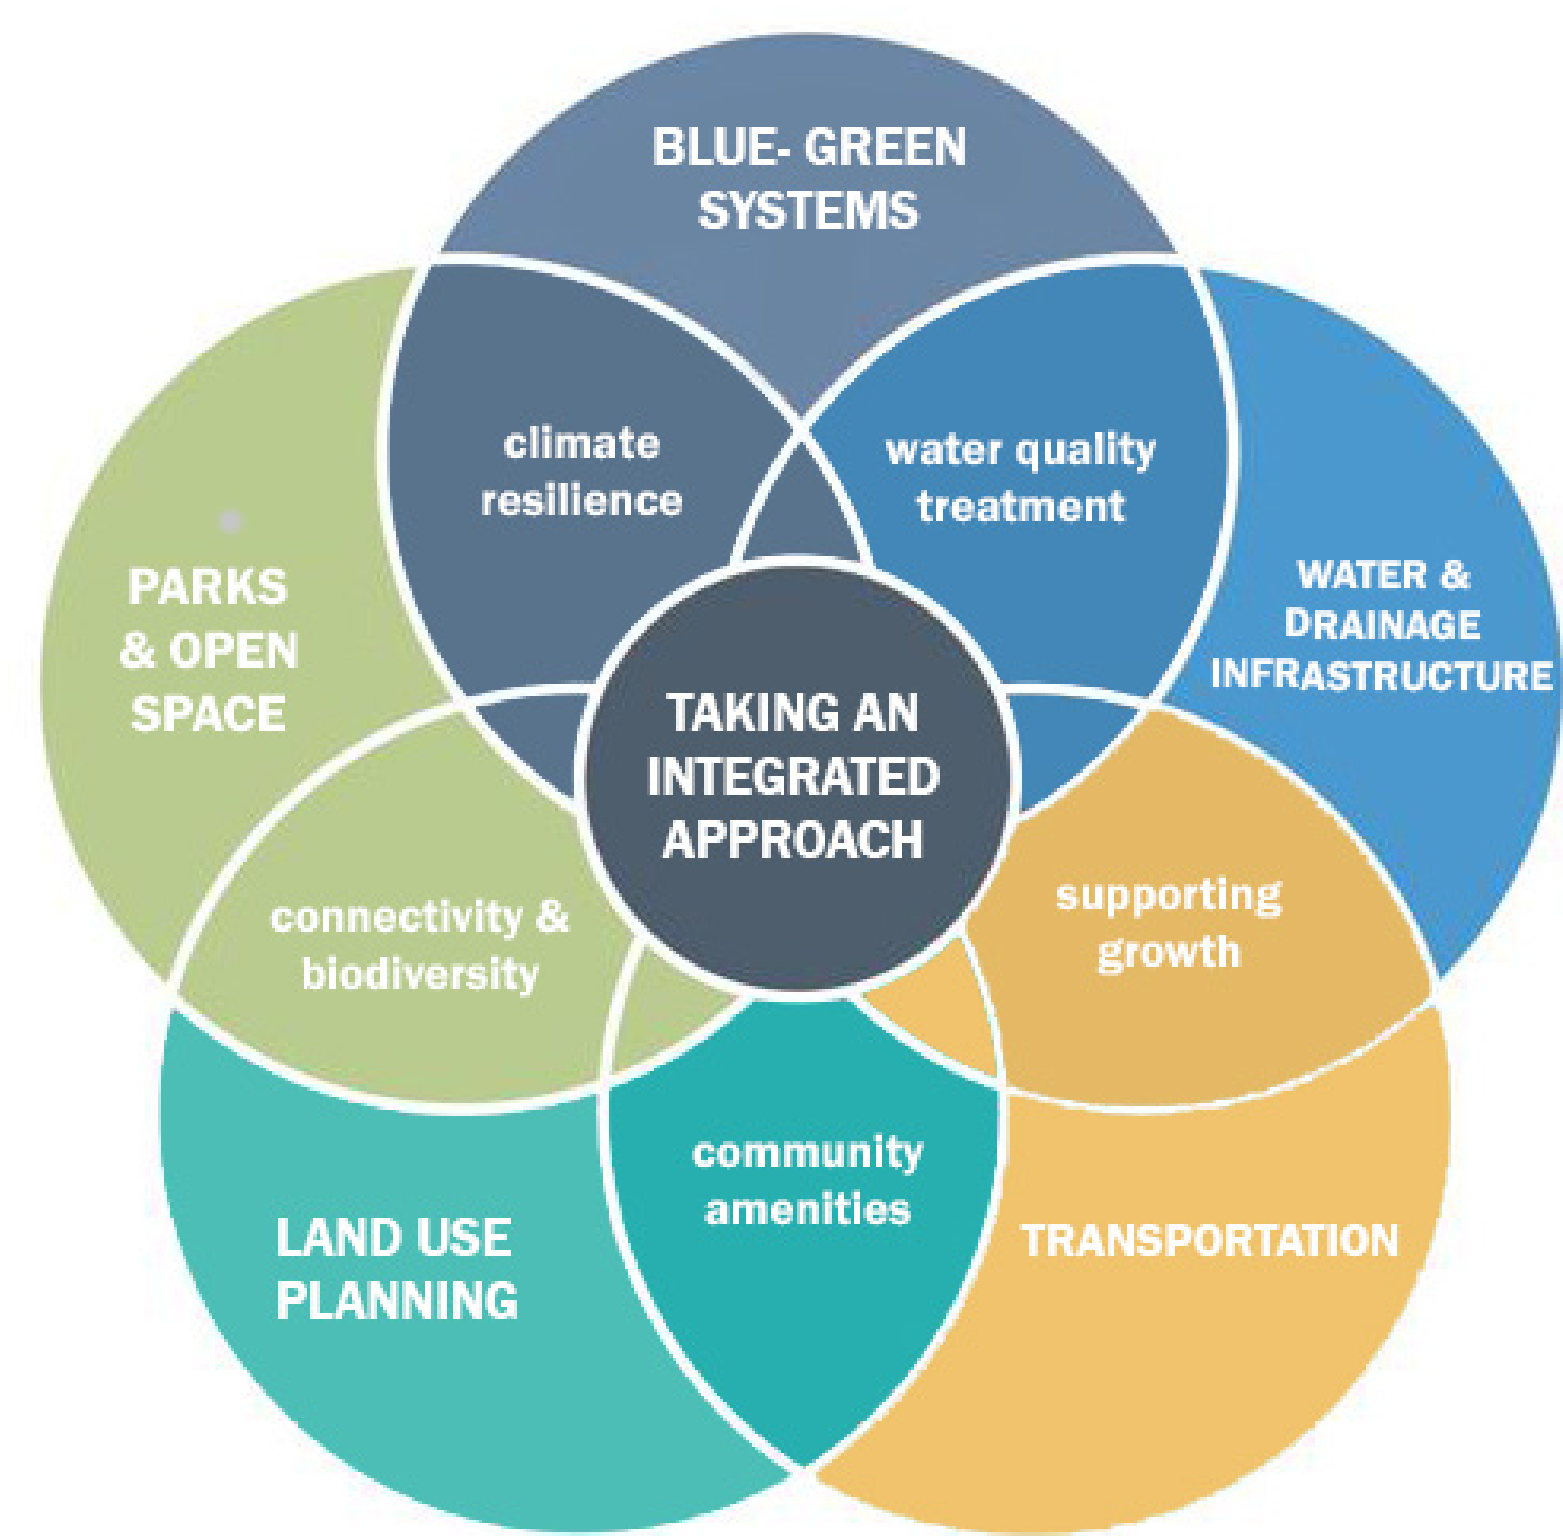 BLUE- GREEN
SYSTEMS
climate
resilience
water quality
treatment
PARKS
& OPEN
SPACE
WATER &
DRAINAGE
INFRASTRUCTURE
TAKING AN
INTEGRATED
APPROACH
connectivity &
biodiversity
supporting
growth
community
amenities
LAND USE
PLANNING
TRANSPORTATION